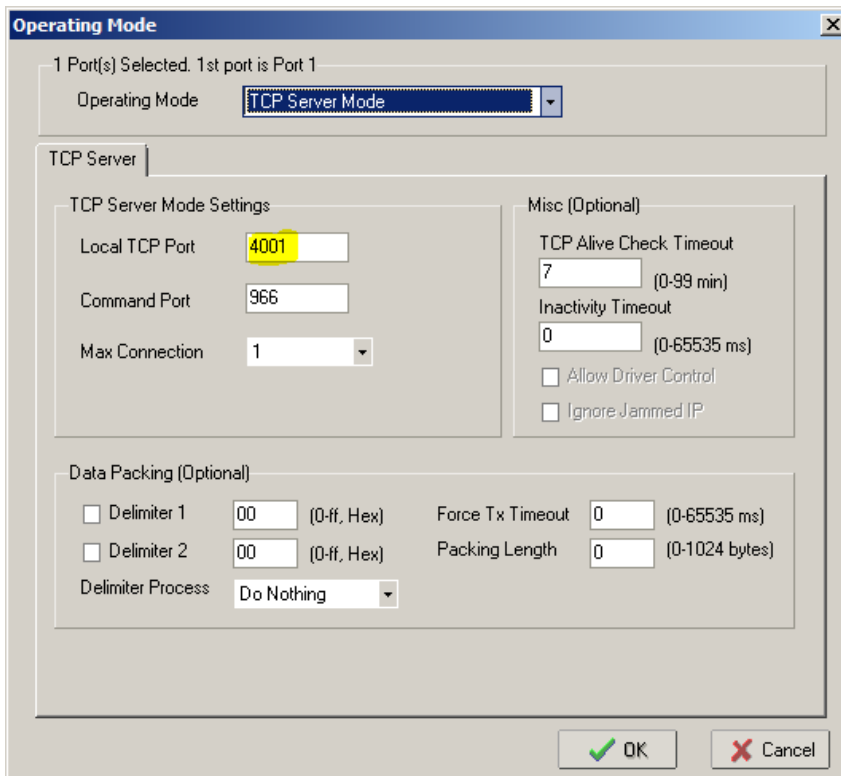 Operating Mode
1 Port(s) Selected. 1st port is Port 1
Operating Mode TCP Server Mode
TCP Server
TCP Server Mode Settings
Local TCP Port 4001
Command Port 966
Max Connection 1
Misc (Optional)
TCP Alive Check Timeout
7 (0-99 min)
Inactivity Timeout
0 (0-65535 ms)
Allow Driver Control
Ignore Jammed IP
Data Packing (Optional)
Delimiter 1 00 (0-ff, Hex) Force Tx Timeout 0 (0-65535 ms)
Delimiter 2 00 (0-ff, Hex) Packing Length 0 (0-1024 bytes)
Delimiter Process Do Nothing
OK Cancel